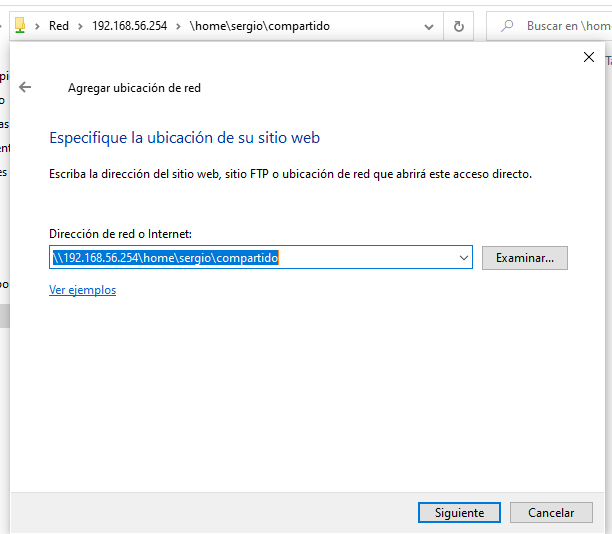 Red > 192.168.56.254 > \home\sergio\compartido
Buscar en \hom
Agregar ubicación de red
Especifique la ubicación de su sitio web
Escriba la dirección del sitio web, sitio FTP o ubicación de red que abrirá este acceso directo.
Dirección de red o Internet:
\\192.168.56.254\home\sergio\compartido
Examinar...
Ver ejemplos
Siguiente
Cancelar